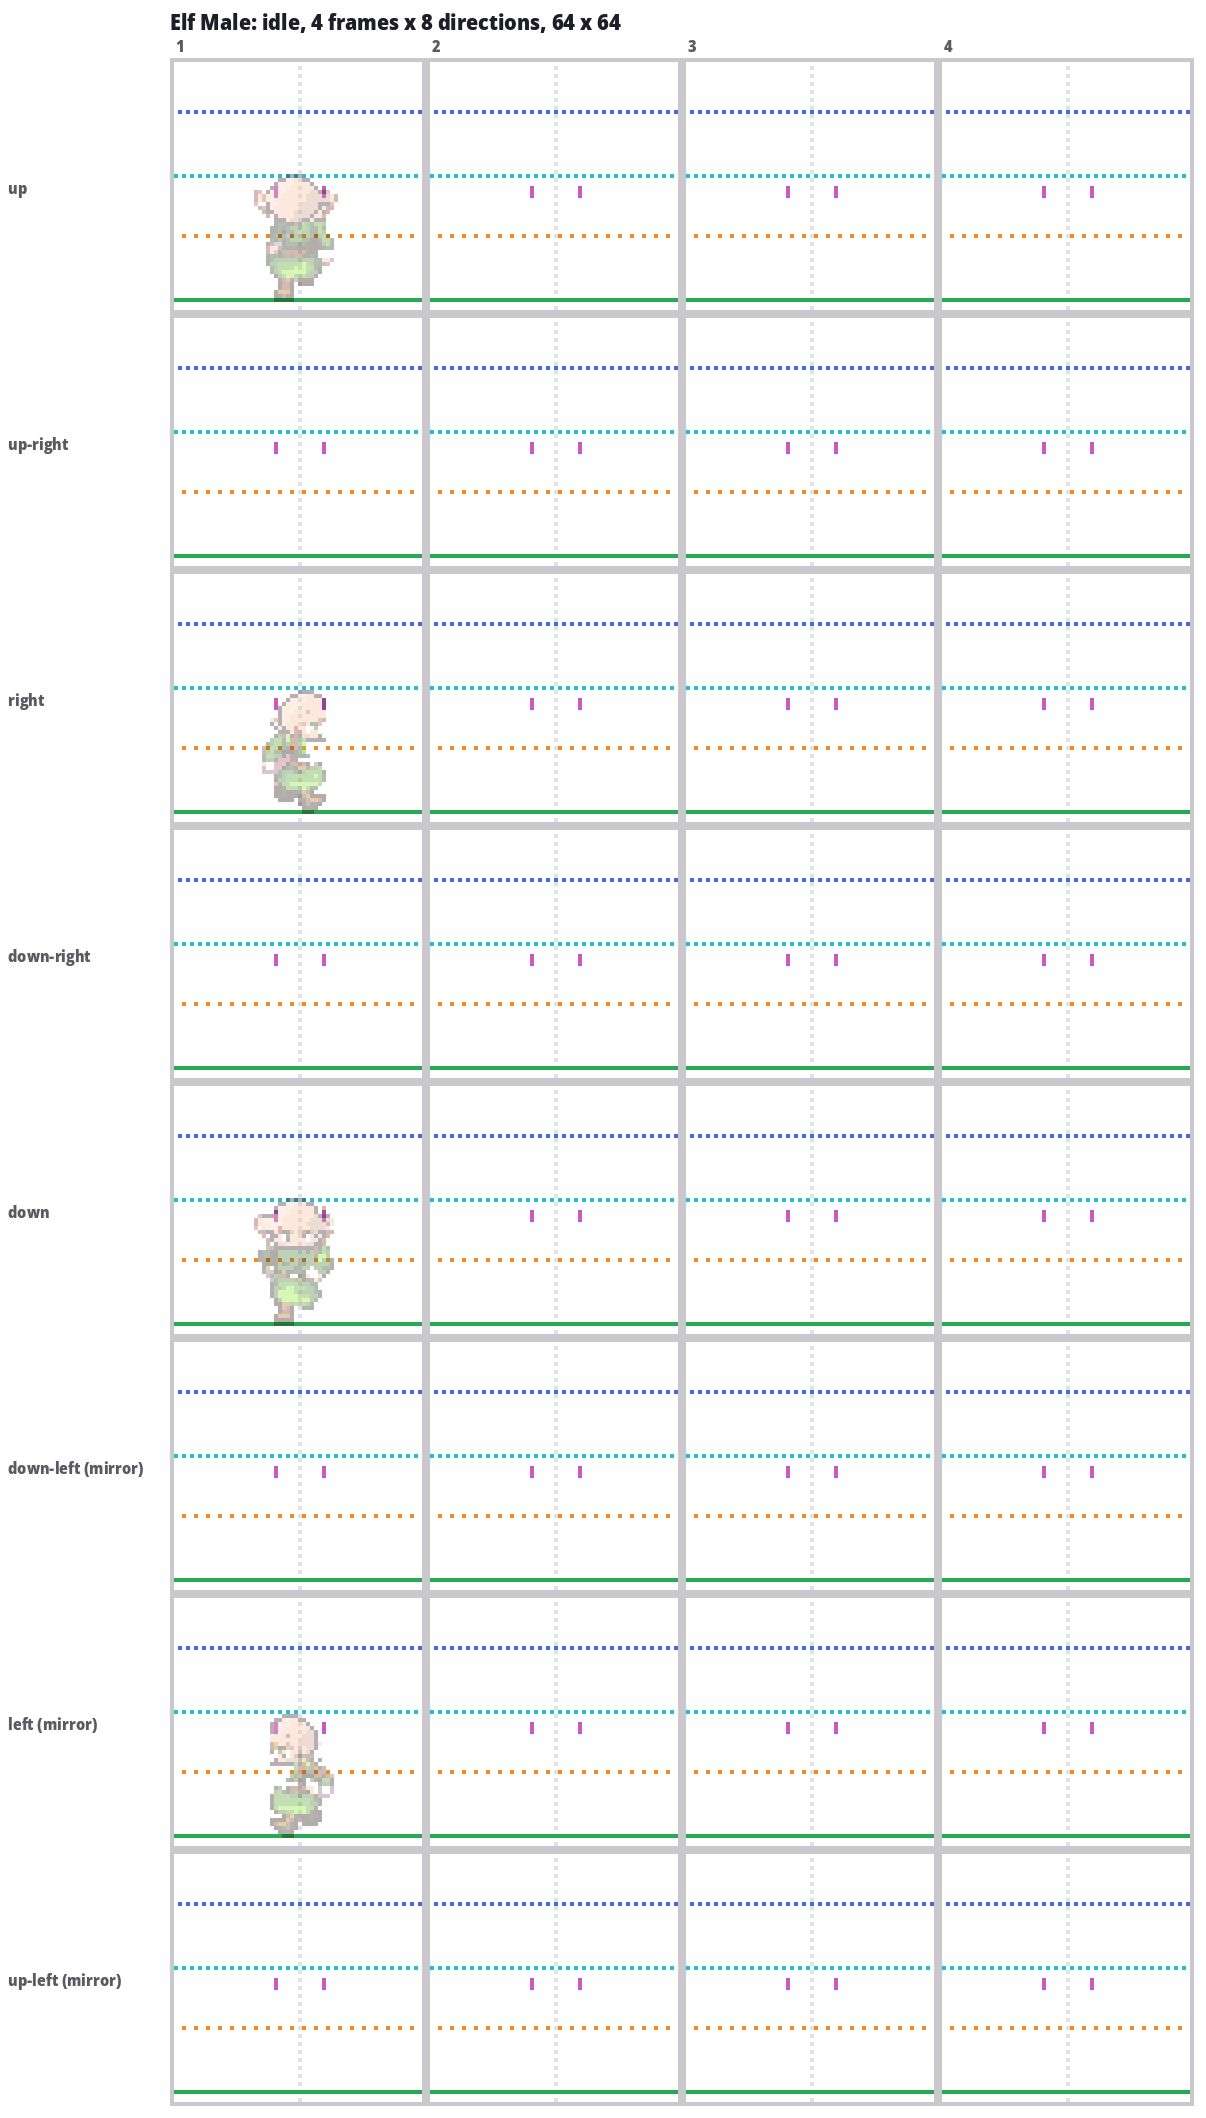 Elf Male: idle, 4 frames x 8 directions, 64 x 64
1 2 3 4
up
up-right
right
down-right
down
down-left (mirror)
left (mirror)
up-left (mirror)